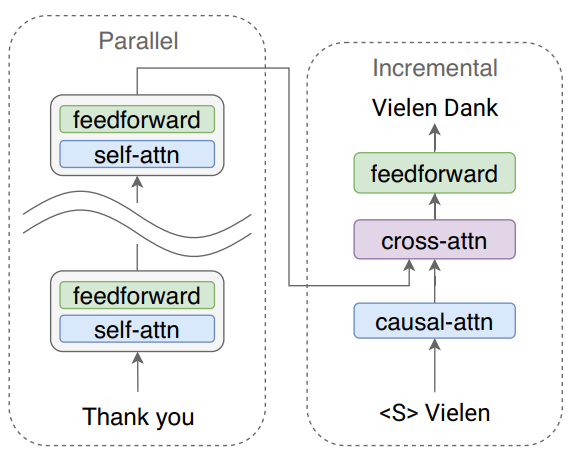 Parallel
feedforward
self-attn
feedforward
self-attn
Thank you
Incremental
Vielen Dank
feedforward
cross-attn
causal-attn
<S> Vielen